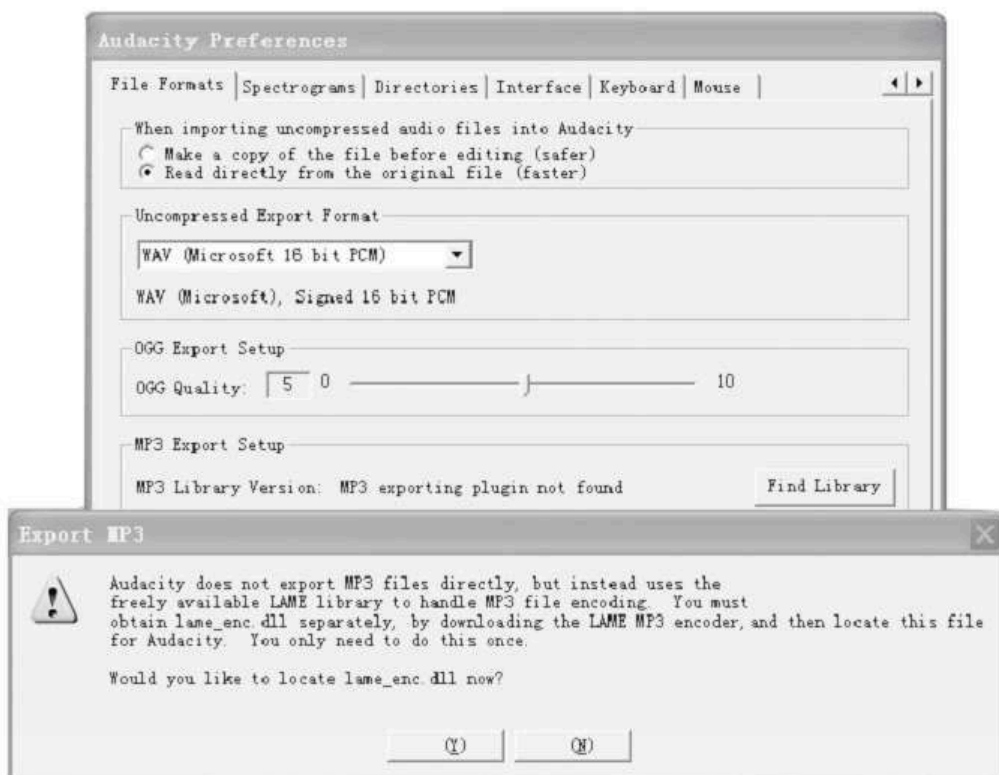 Audacity Preferences
File Formats Spectrograms Directories Interface Keyboard Mouse
When importing uncompressed audio files into Audacity
Make a copy of the file before editing (safer)
Read directly from the original file (faster)
Uncompressed Export Format
WAV (Microsoft 16 bit PCM)
WAV (Microsoft), Signed 16 bit PCM
OGG Export Setup
OGG Quality: 5 0 10
MP3 Export Setup
MP3 Library Version: MP3 exporting plugin not found Find Library
Export MP3
Audacity does not export MP3 files directly, but instead uses the
freely available LAME library to handle MP3 file encoding. You must
obtain lame_enc.dll separately, by downloading the LAME MP3 encoder, and then locate this file
for Audacity. You only need to do this once.
Would you like to locate lame_enc.dll now?
(Y) (N)